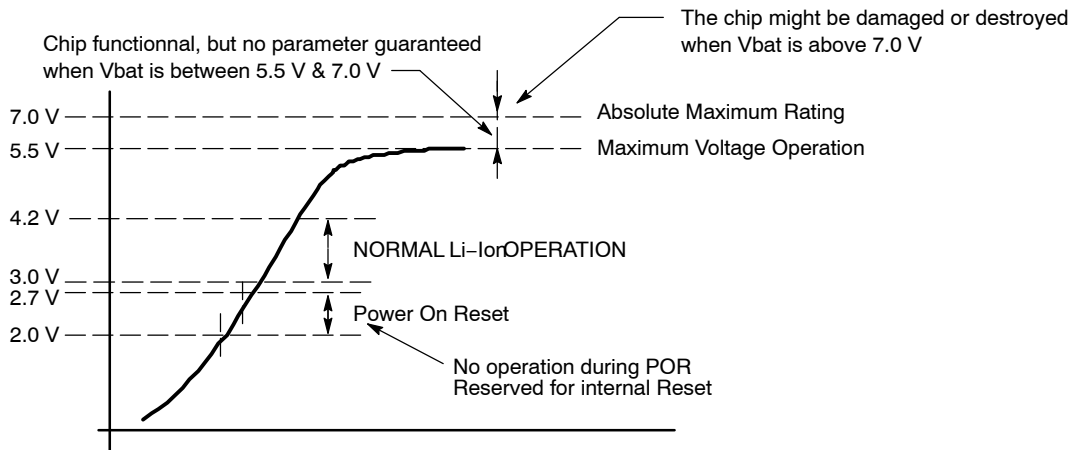 The chip might be damaged or destroyed
when Vbat is above 7.0 V
Chip functionnal, but no parameter guaranteed
when Vbat is between 5.5 V & 7.0 V
7.0 V
Absolute Maximum Rating
5.5 V
Maximum Voltage Operation
4.2 V
NORMAL Li–IonOPERATION
3.0 V
2.7 V
Power On Reset
2.0 V
No operation during POR
Reserved for internal Reset